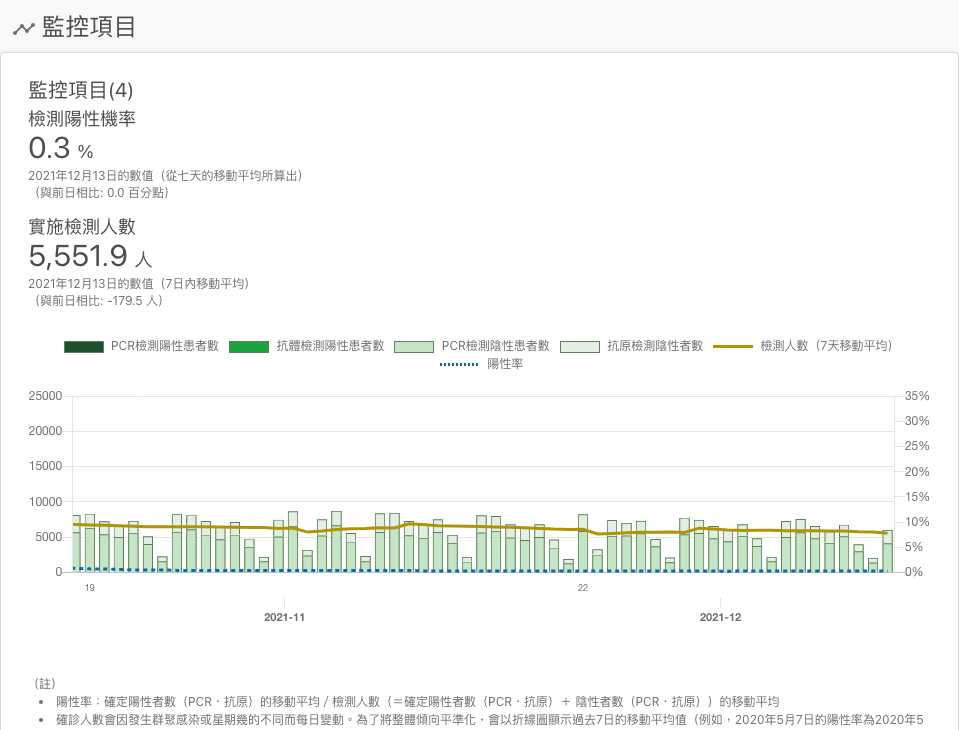 監控項目
監控項目(4)
檢測陽性機率
0.3 %
2021年12月13日的數值（從七天的移動平均所算出）
（與前日相比: 0.0 百分點）
實施檢測人數
5,551.9 人
2021年12月13日的數值（7日內移動平均）
（與前日相比: -179.5 人）
PCR檢測陽性患者數 抗體檢測陽性患者數 PCR檢測陰性患者數 抗原檢測陰性者數 檢測人數（7天移動平均）
陽性率
25000 35%
30%
20000
25%
15000 20%
15%
10000
10%
5000
5%
0 0%
19 22
2021-11 2021-12
（註）
• 陽性率：確定陽性者數（PCR・抗原）的移動平均 / 檢測人數（＝確定陽性者數（PCR・抗原）＋ 陰性者數（PCR・抗原））的移動平均
• 確診人數會因發生群聚感染或星期幾的不同而每日變動。為了將整體傾向平準化，會以折線圖顯示過去7日的移動平均值（例如，2020年5月7日的陽性率為2020年5